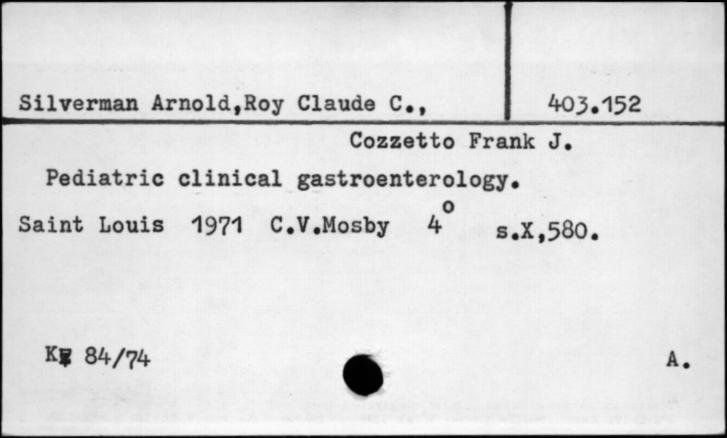 Silverman Arnold,Roy Claude C., 403.152
Cozzetto Frank J.
Pediatric clinical gastroenterology.
Saint Louis 1971 C.V.Mosby 4° s.X,580.
84/74 A.